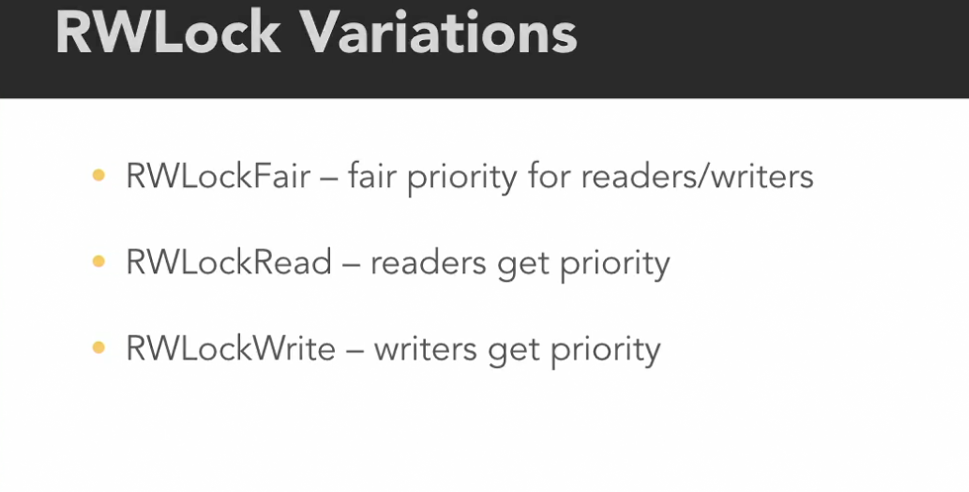 RWLock Variations
• RWLockFair – fair priority for readers/writers
• RWLockRead – readers get priority
• RWLockWrite – writers get priority